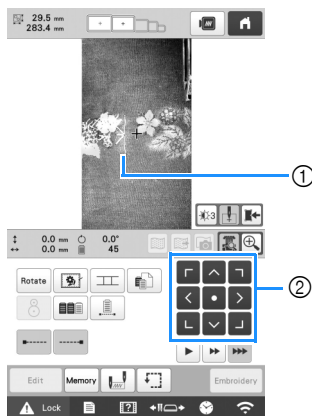 29.5 mm
283.4 mm
①
3
0.0 mm 0.0°
0.0 mm 45
Rotate
②
Edit Memory Embroidery
Lock